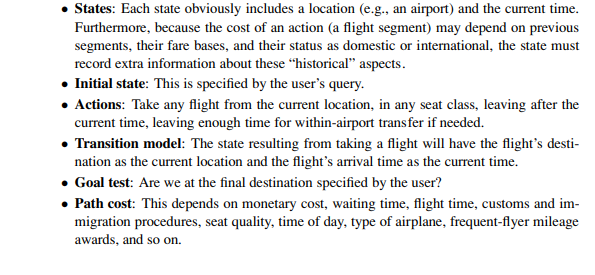 • States: Each state obviously includes a location (e.g., an airport) and the current time.
Furthermore, because the cost of an action (a flight segment) may depend on previous
segments, their fare bases, and their status as domestic or international, the state must
record extra information about these “historical” aspects.
• Initial state: This is specified by the user’s query.
• Actions: Take any flight from the current location, in any seat class, leaving after the
current time, leaving enough time for within-airport transfer if needed.
• Transition model: The state resulting from taking a flight will have the flight’s desti-
nation as the current location and the flight’s arrival time as the current time.
• Goal test: Are we at the final destination specified by the user?
• Path cost: This depends on monetary cost, waiting time, flight time, customs and im-
migration procedures, seat quality, time of day, type of airplane, frequent-flyer mileage
awards, and so on.